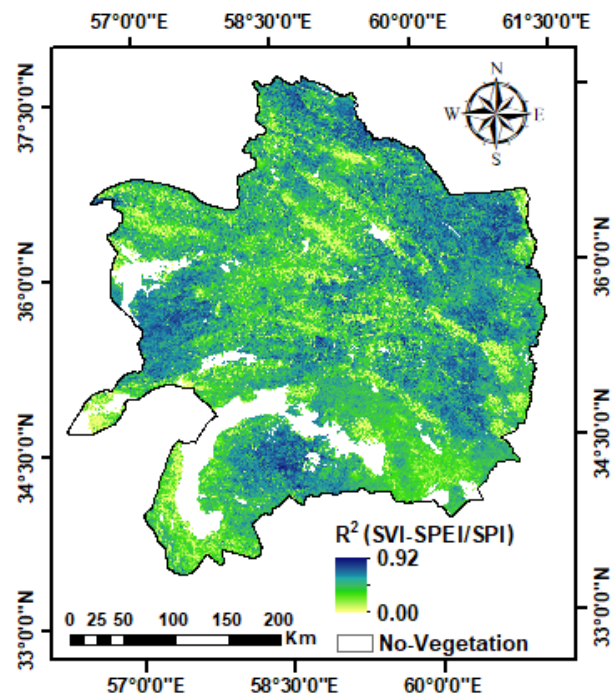 57°0'0"E 58°30'0"E 60°0'0"E 61°30'0"E
N
W E
S
37°30'0"N 37°30'0"N
36°0'0"N 36°0'0"N
34°30'0"N 34°30'0"N
33°0'0"N 33°0'0"N
R² (SVI-SPEI/SPI)
0.92
0.00
0 25 50 100 150 200
Km
No-Vegetation
57°0'0"E 58°30'0"E 60°0'0"E